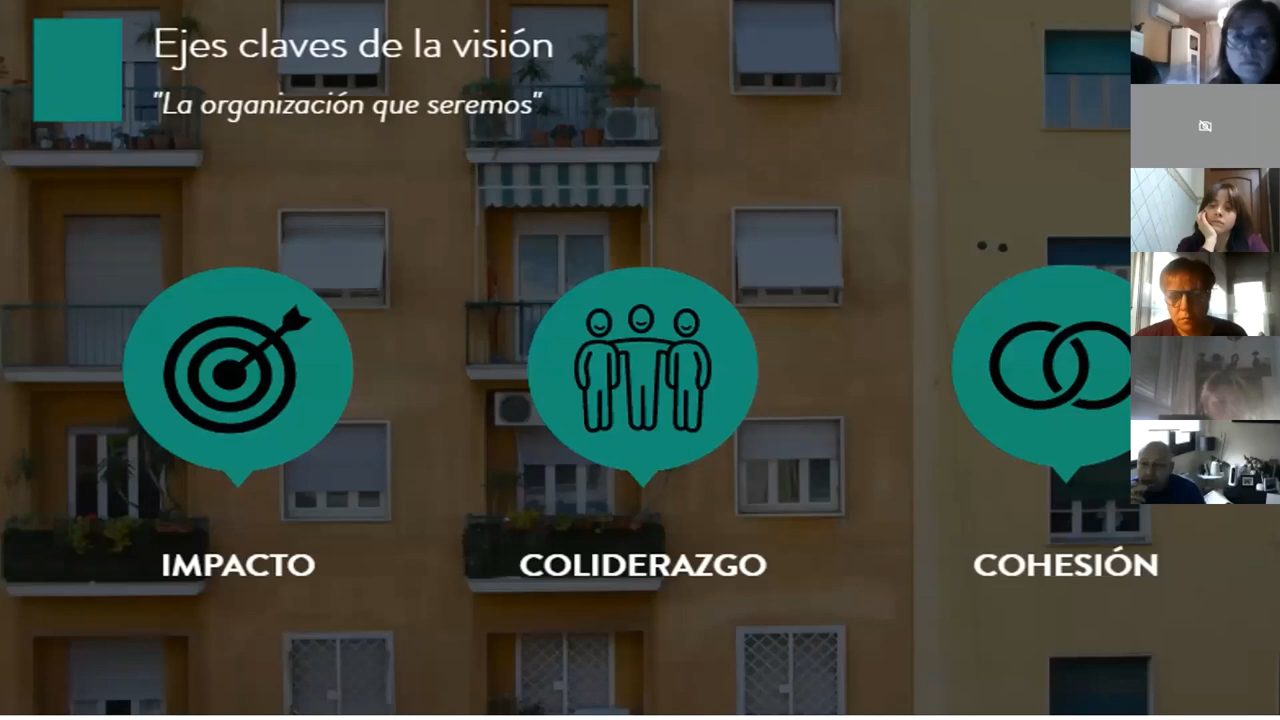 Ejes claves de la visión
"La organización que seremos"
IMPACTO
COLIDERAZGO
COHESIÓN